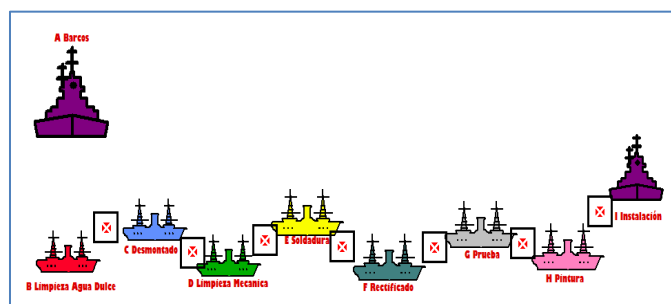 A Barcos
B Limpieza Agua Dulce
C Desmontado
D Limpieza Mecanica
E Soldadura
F Rectificado
G Prueba
H Pintura
I Instalación